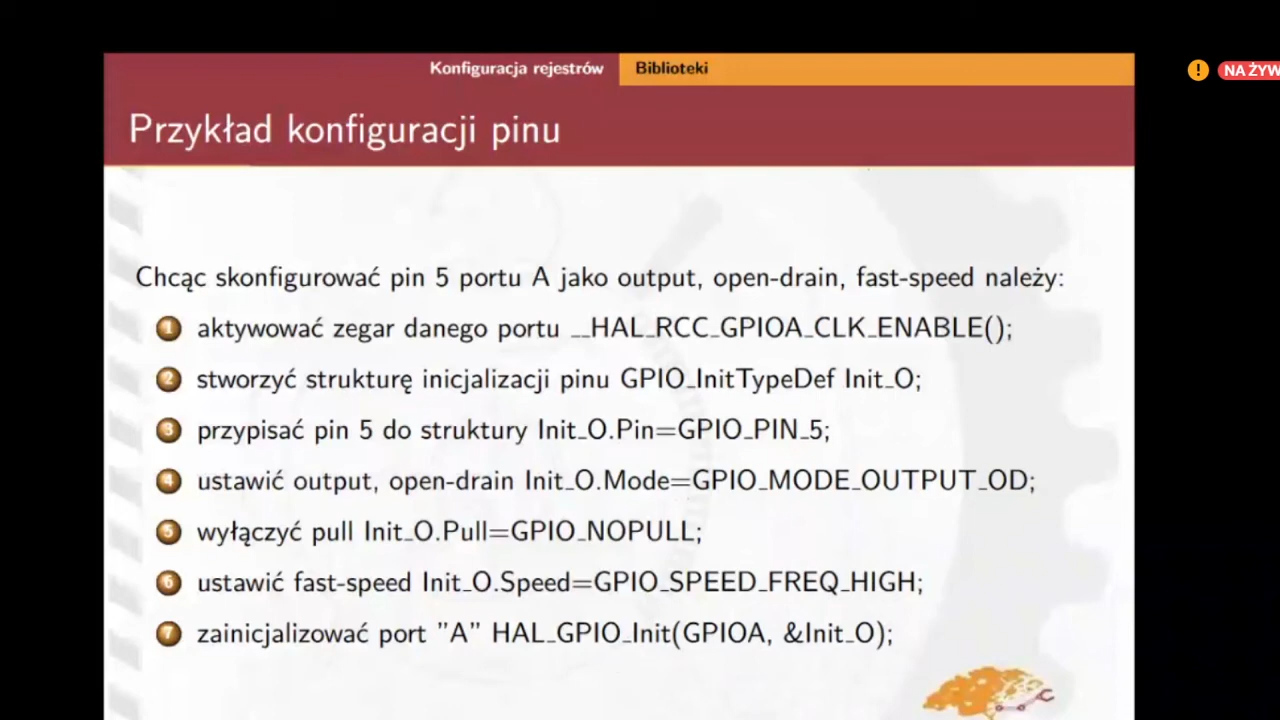 Konfiguracja rejestrów Biblioteki
NA ŻYW
Przykład konfiguracji pinu
Chcąc skonfigurować pin 5 portu A jako output, open-drain, fast-speed należy:
1 aktywować zegar danego portu __HAL_RCC_GPIOA_CLK_ENABLE();
2 stworzyć strukturę inicjalizacji pinu GPIO_InitTypeDef Init_O;
3 przypisać pin 5 do struktury Init_O.Pin=GPIO_PIN_5;
4 ustawić output, open-drain Init_O.Mode=GPIO_MODE_OUTPUT_OD;
5 wyłączyć pull Init_O.Pull=GPIO_NOPULL;
6 ustawić fast-speed Init_O.Speed=GPIO_SPEED_FREQ_HIGH;
7 zainicjalizować port "A" HAL_GPIO_Init(GPIOA, &Init_O);